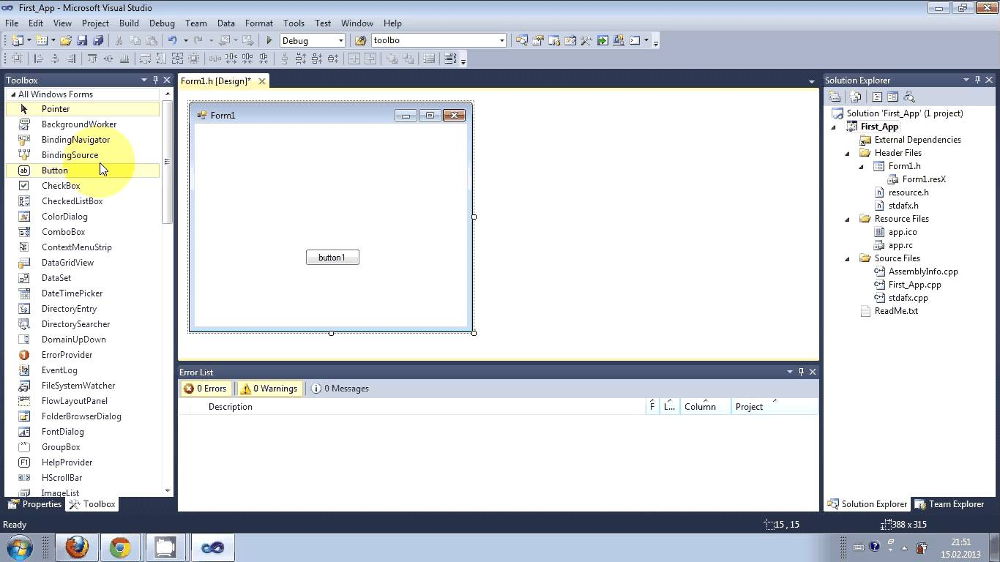 First_App - Microsoft Visual Studio
File Edit View Project Build Debug Team Data Format Tools Test Window Help
Debug toolbo
Toolbox
All Windows Forms
Pointer
BackgroundWorker
BindingNavigator
BindingSource
ab Button
CheckBox
CheckedListBox
ColorDialog
ComboBox
ContextMenuStrip
DataGridView
DataSet
DateTimePicker
DirectoryEntry
DirectorySearcher
DomainUpDown
ErrorProvider
EventLog
FileSystemWatcher
FlowLayoutPanel
FolderBrowserDialog
FontDialog
GroupBox
F1 HelpProvider
HScrollBar
ImageList
Properties Toolbox
Form1.h [Design]*
Form1
button1
Error List
0 Errors 0 Warnings 0 Messages
Description F L... Column Project
Solution Explorer
Solution 'First_App' (1 project)
First_App
External Dependencies
Header Files
Form1.h
Form1.resX
resource.h
stdafx.h
Resource Files
app.ico
app.rc
Source Files
AssemblyInfo.cpp
First_App.cpp
stdafx.cpp
ReadMe.txt
Solution Explorer Team Explorer
Ready 15 , 15 388 x 315
21:51
15.02.2013